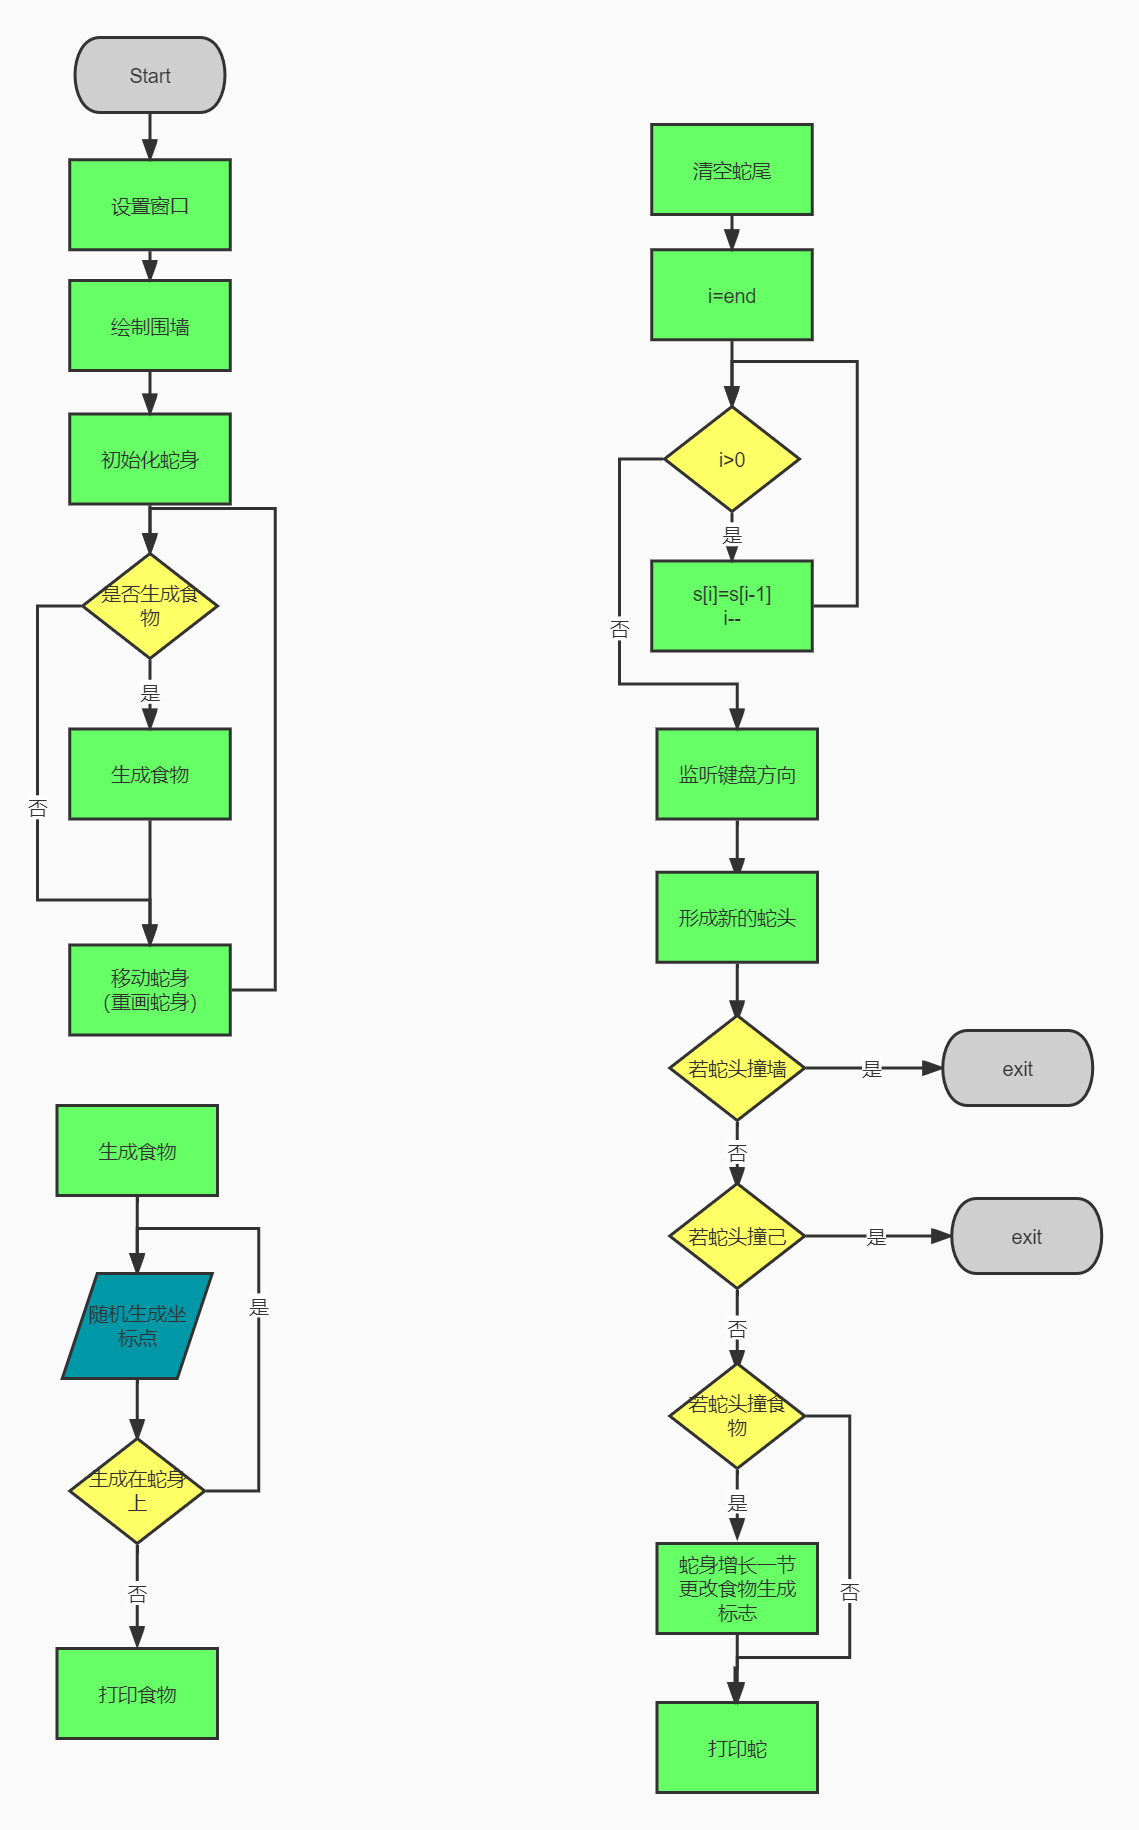 Start
设置窗口
绘制围墙
初始化蛇身
是否生成食
物
是
生成食物
否
移动蛇身
（重画蛇身）
生成食物
随机生成坐
标点
是
生成在蛇身
上
否
打印食物
清空蛇尾
i=end
i>0
是
s[i]=s[i-1]
i--
否
监听键盘方向
形成新的蛇头
若蛇头撞墙
是
exit
否
若蛇头撞己
是
exit
否
若蛇头撞食
物
是
蛇身增长一节
更改食物生成
标志
否
打印蛇